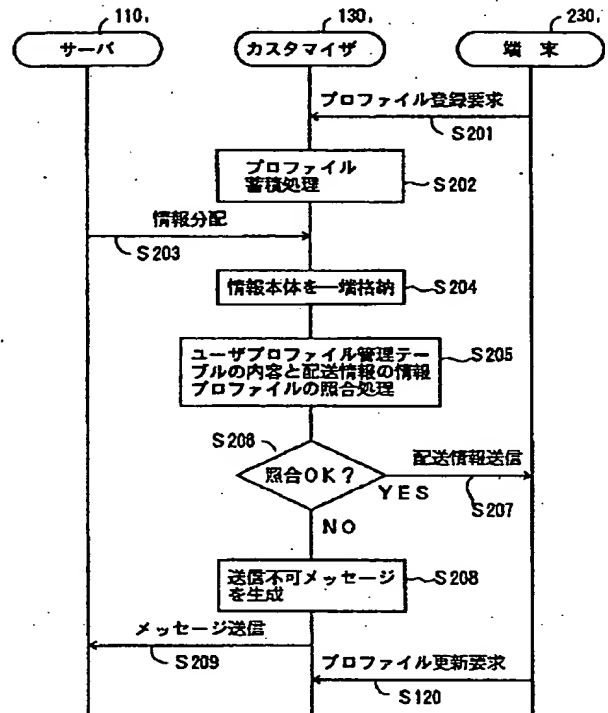 110,
130,
230,
サーバ
カスタマイザ
端 末
プロファイル登録要求
S201
プロファイル
蓄積処理
S202
情報分配
S203
情報本体を一端格納
S204
ユーザプロファイル管理テー
ブルの内容と配送情報の情報
プロファイルの照合処理
S205
S206
照合OK?
配送情報送信
YES
S207
NO
送信不可メッセージ
を生成
S208
メッセージ送信
S209
プロファイル更新要求
S120